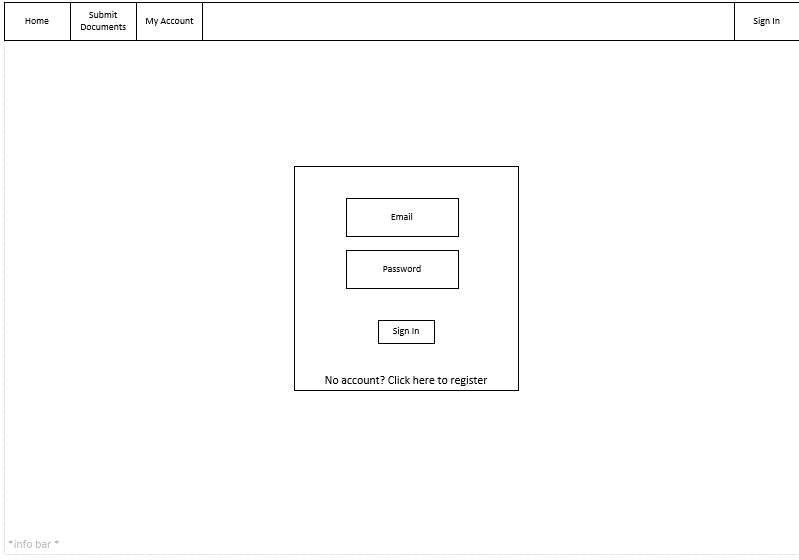 Home
Submit
Documents
My Account
Sign In
Email
Password
Sign In
No account? Click here to register
*info bar *